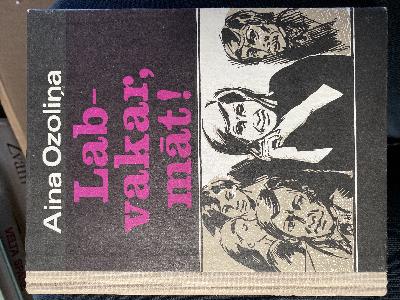 Aina Ozoliņa
Lab-
vakar,
māt!